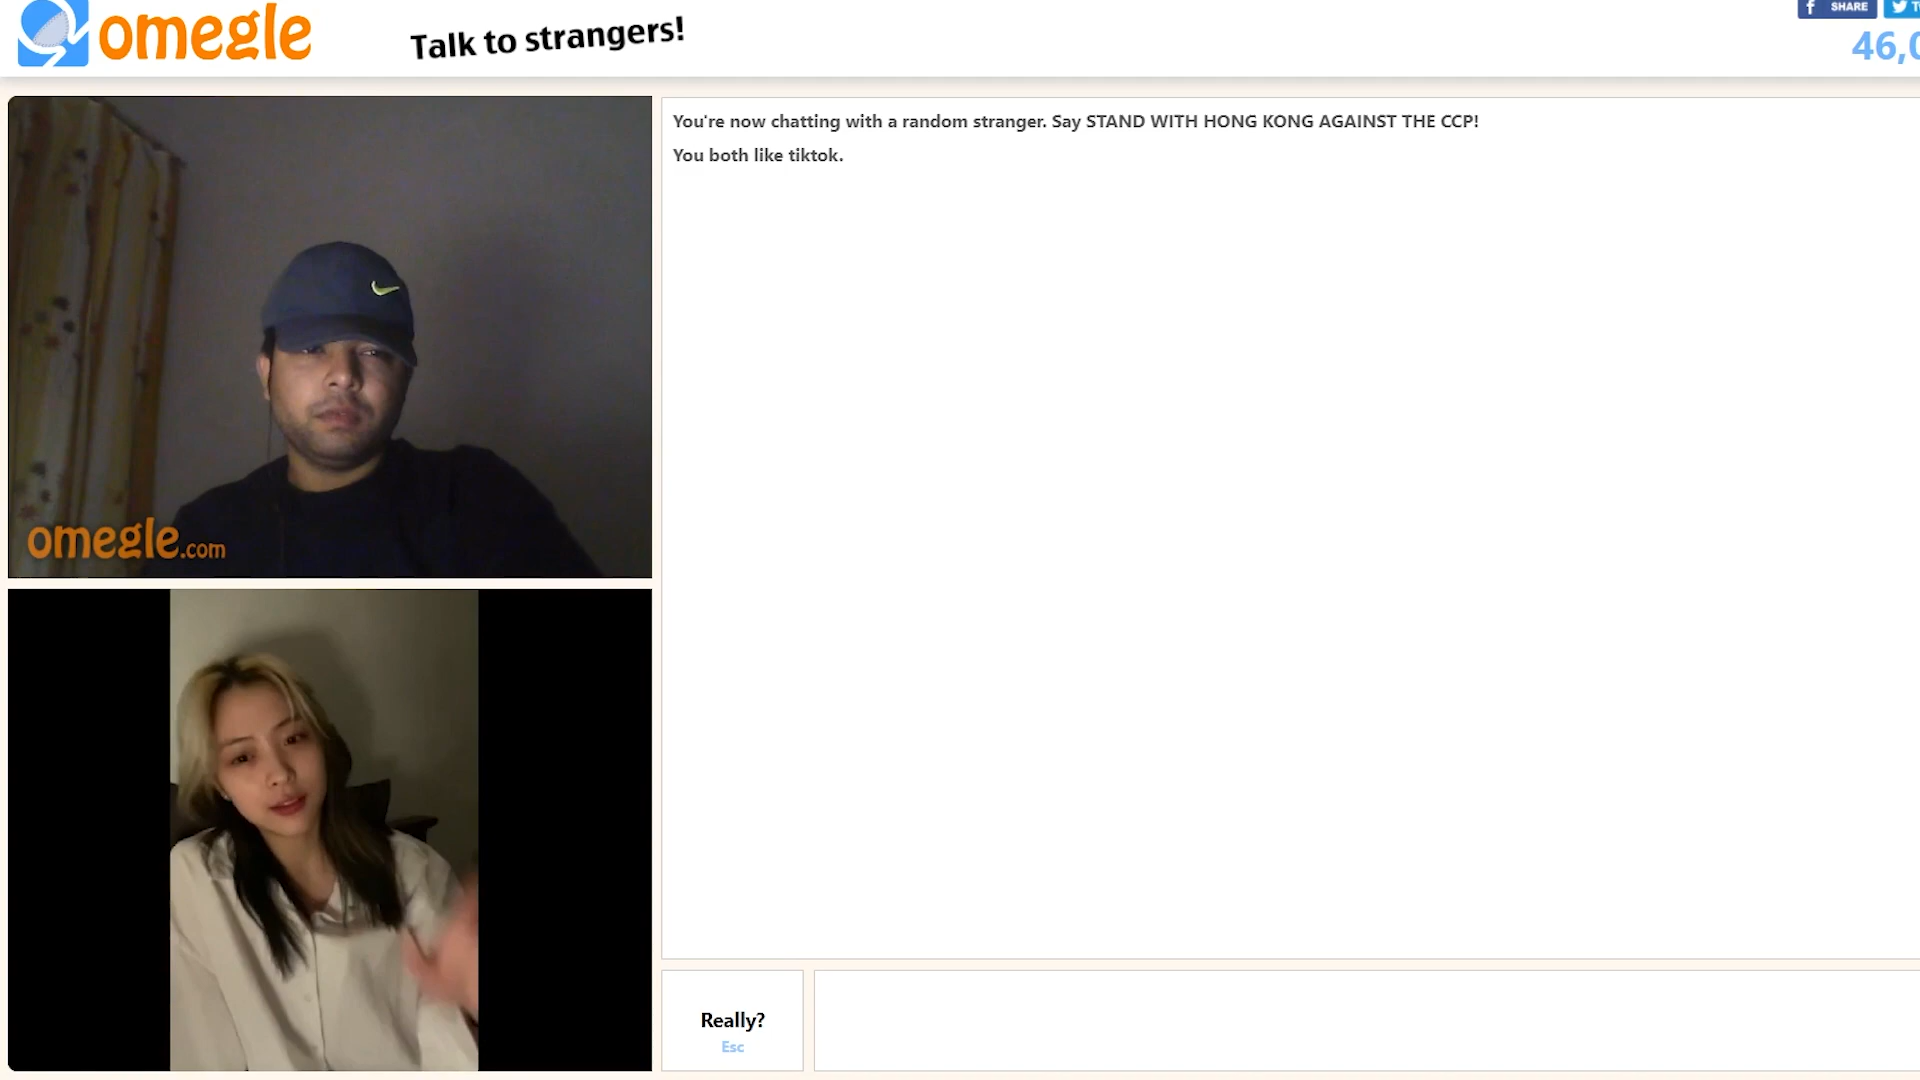 omegle
Talk to strangers!
SHARE
46,0
You're now chatting with a random stranger. Say STAND WITH HONG KONG AGAINST THE CCP!
You both like tiktok.
omegle.com
Really?
Esc